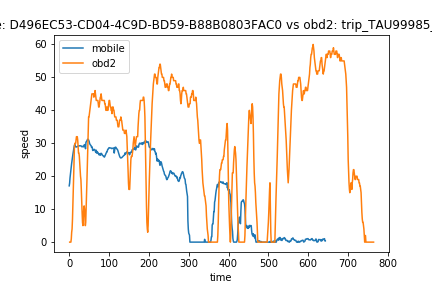 e: D496EC53-CD04-4C9D-BD59-B88B0803FAC0 vs obd2: trip_TAU99985_
mobile
obd2
speed
60
50
40
30
20
10
0
0 100 200 300 400 500 600 700 800
time